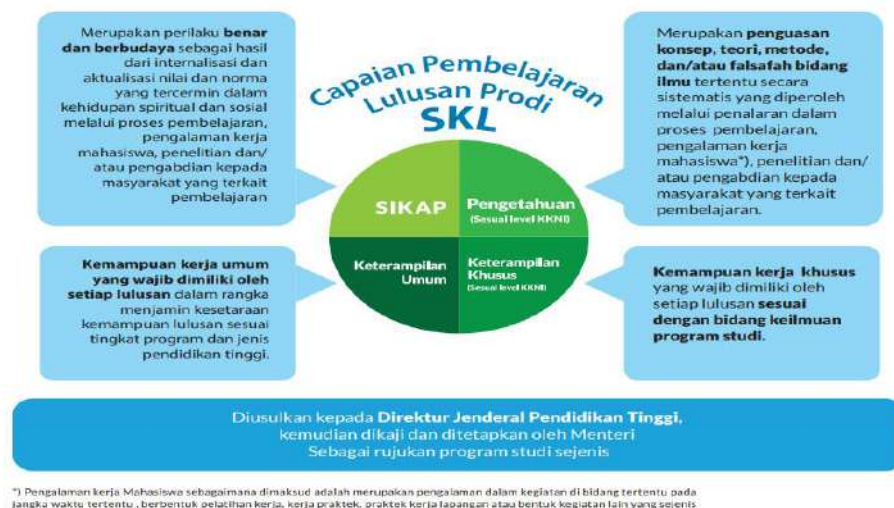 Merupakan perilaku benar
dan berbudaya sebagai hasil
dari internalisasi dan
aktualisasi nilai dan norma
yang tercermin dalam
kehidupan spiritual dan sosial
melalui proses pembelajaran,
pengalaman kerja
mahasiswa, penelitian dan/
atau pengabdian kepada
masyarakat yang terkait
pembelajaran
Capaian Pembelajaran
Lulusan Prodi
SKL
Merupakan penguasan
konsep, teori, metode,
dan/atau falsafah bidang
ilmu tertentu secara
sistematis yang diperoleh
melalui penalaran dalam
proses pembelajaran,
pengalaman kerja
mahasiswa*), penelitian dan/
atau pengabdian kepada
masyarakat yang terkait
pembelajaran.
SIKAP
Pengetahuan
(Sesuai level KKNI)
Keterampilan
Umum
Keterampilan
Khusus
(Sesuai level KKNI)
Kemampuan kerja umum
yang wajib dimiliki oleh
setiap lulusan dalam rangka
menjamin kesetaraan
kemampuan lulusan sesuai
tingkat program dan jenis
pendidikan tinggi.
Kemampuan kerja khusus
yang wajib dimiliki oleh
setiap lulusan sesuai
dengan bidang keilmuan
program studi.
Diusulkan kepada Direktur Jenderal Pendidikan Tinggi,
kemudian dikaji dan ditetapkan oleh Menteri
Sebagai rujukan program studi sejenis
*) Pengalaman kerja Mahasiswa sebagaimana dimaksud adalah merupakan pengalaman dalam kegiatan di bidang tertentu pada
jangka waktu tertentu , berbentuk pelatihan kerja, kerja praktek, praktek kerja lapangan atau bentuk kegiatan lain yang sejenis